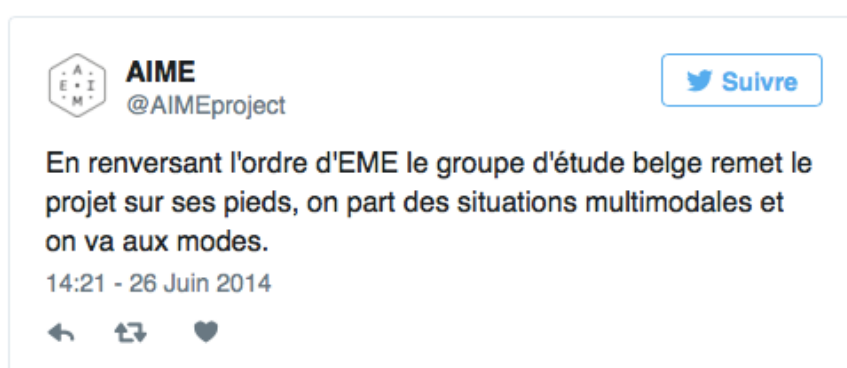 AIME
@AIMEproject
Suivre
A
E • I
M
En renversant l'ordre d'EME le groupe d'étude belge remet le
projet sur ses pieds, on part des situations multimodales et
on va aux modes.
14:21 - 26 Juin 2014